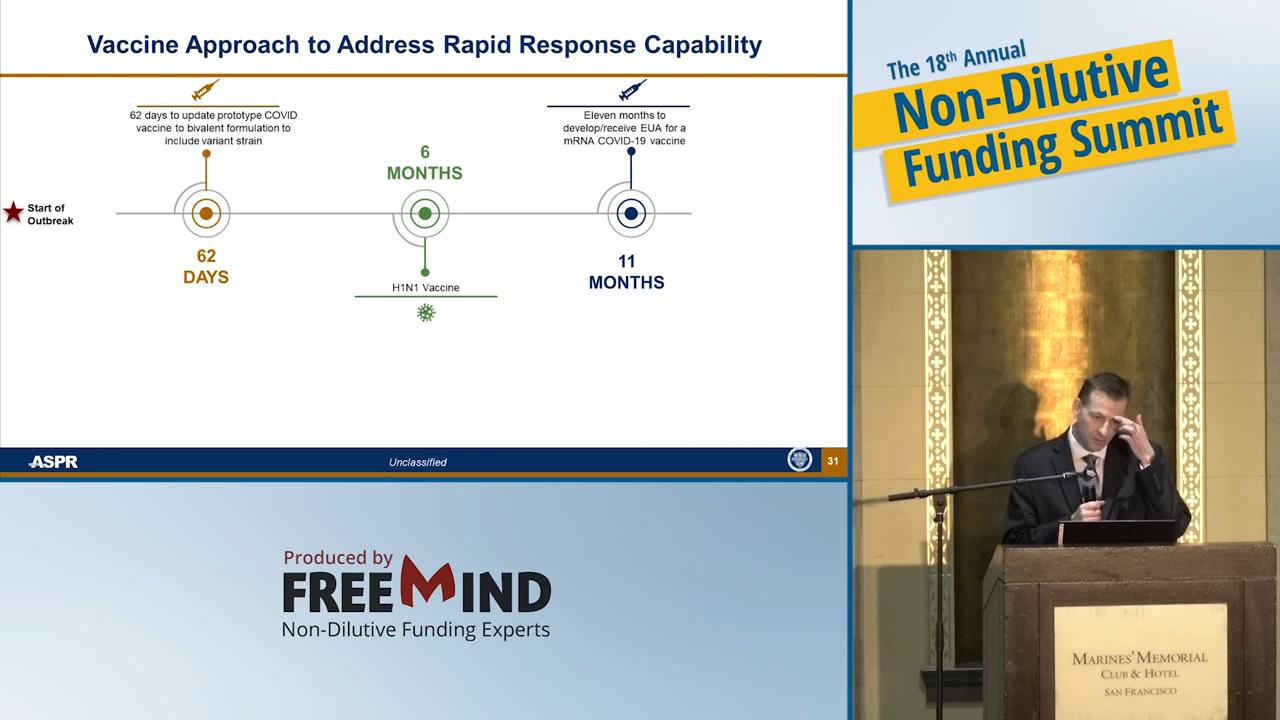 Vaccine Approach to Address Rapid Response Capability
62 days to update prototype COVID
vaccine to bivalent formulation to
include variant strain
Eleven months to
develop/receive EUA for a
mRNA COVID-19 vaccine
6
MONTHS
Start of
Outbreak
62
DAYS
11
MONTHS
H1N1 Vaccine
ASPR
Unclassified
31
The 18th Annual
Non-Dilutive
Funding Summit
Produced by
FREEMIND
Non-Dilutive Funding Experts
MARINES' MEMORIAL
CLUB & HOTEL
SAN FRANCISCO